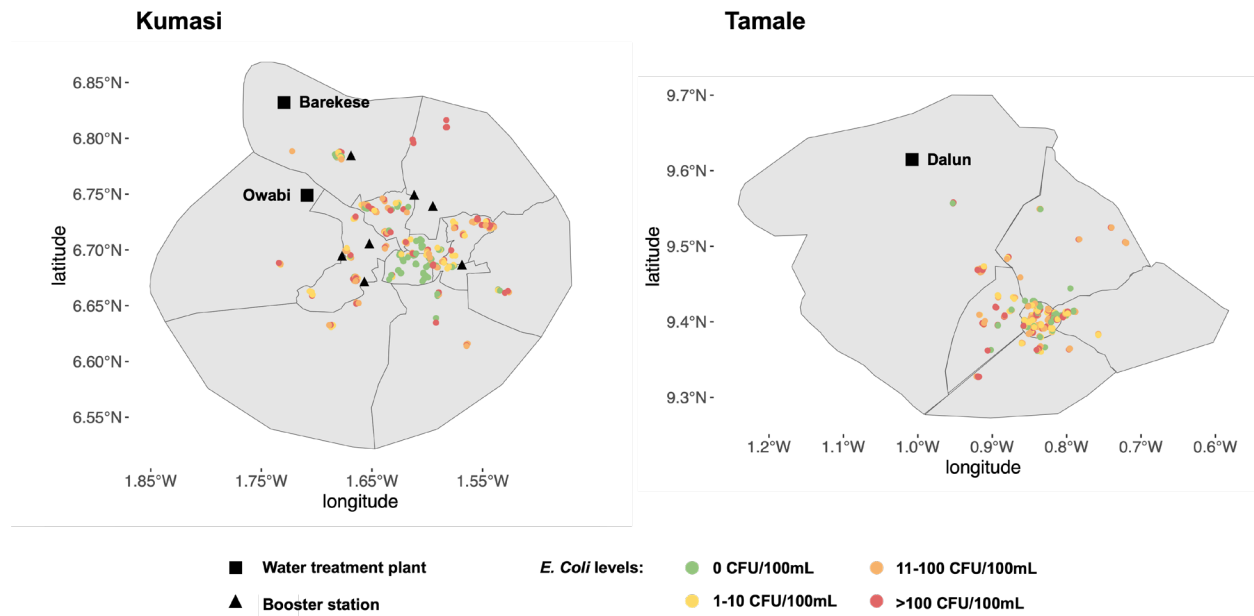 Kumasi
Tamale
6.85°N
6.80°N
6.75°N
6.70°N
6.65°N
6.60°N
6.55°N
latitude
Barekese
Owabi
1.85°W 1.75°W 1.65°W 1.55°W
longitude
9.7°N
9.6°N
9.5°N
9.4°N
9.3°N
latitude
Dalun
1.2°W 1.1°W 1.0°W 0.9°W 0.8°W 0.7°W 0.6°W
longitude
Water treatment plant
Booster station
E. Coli levels:
0 CFU/100mL
11-100 CFU/100mL
1-10 CFU/100mL
>100 CFU/100mL